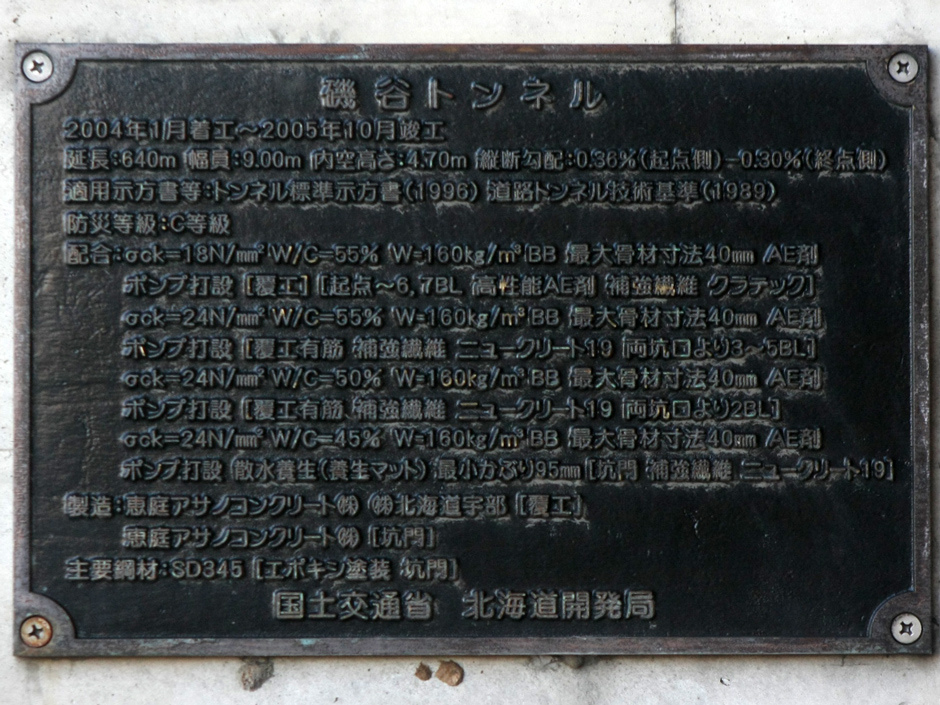 磯谷トンネル
2004年1月着工～2005年10月竣工
延長:640m 幅員:9.00m 内空高さ:4.70m 縦断勾配:0.36%(起点側)-0.30%(終点側)
適用示方書等:トンネル標準示方書(1996) 道路トンネル技術基準(1989)
防災等級:C等級
配合:σck=18N/mm² W/C=55% W=160kg/m³ BB 最大骨材寸法40mm AE剤
ポンプ打設 [覆工] [起点～6,7BL 高性能AE剤 補強繊維 クラテック]
σck=24N/mm² W/C=55% W=160kg/m³ BB 最大骨材寸法40mm AE剤
ポンプ打設 [覆工有筋 補強繊維 ニュークリート19 両坑口より3～5BL]
σck=24N/mm² W/C=50% W=160kg/m³ BB 最大骨材寸法40mm AE剤
ポンプ打設 [覆工有筋 補強繊維 ニュークリート19 両坑口より2BL]
σck=24N/mm² W/C=45% W=160kg/m³ BB 最大骨材寸法40mm AE剤
ポンプ打設 散水養生(養生マット) 最小かぶり95mm [坑門 補強繊維 ニュークリート19]
製造:恵庭アサノコンクリート㈱ ㈱北海道宇部 [覆工]
恵庭アサノコンクリート㈱ [坑門]
主要鋼材:SD345 [エポキシ塗装 坑門]
国土交通省 北海道開発局